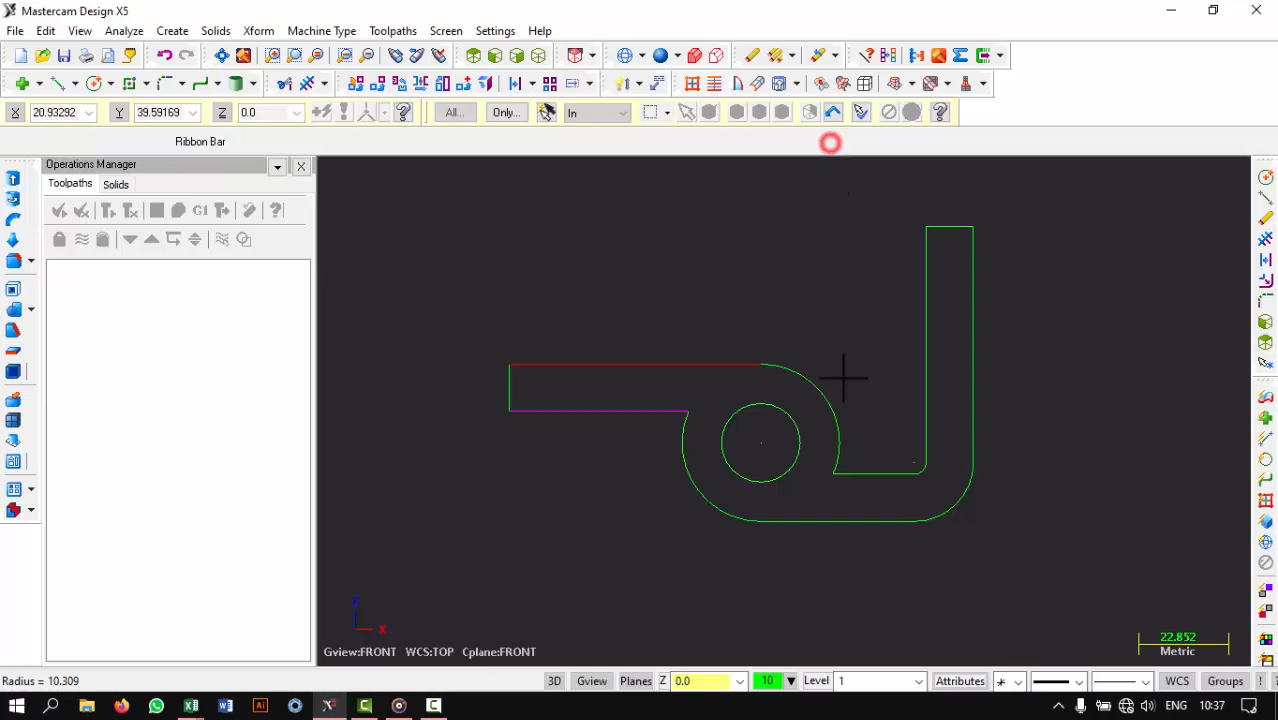 Mastercam Design X5
File Edit View Analyze Create Solids Xform Machine Type Toolpaths Screen Settings Help
X 20.93292 Y 39.59169 Z 0.0 All... Only... In
Ribbon Bar
Operations Manager
Toolpaths Solids
G1
Z
X
22.852
Metric
Gview:FRONT WCS:TOP Cplane:FRONT
Radius = 10.309 3D Gview Planes Z 0.0 10 Level 1 Attributes WCS Groups
ENG 10:37